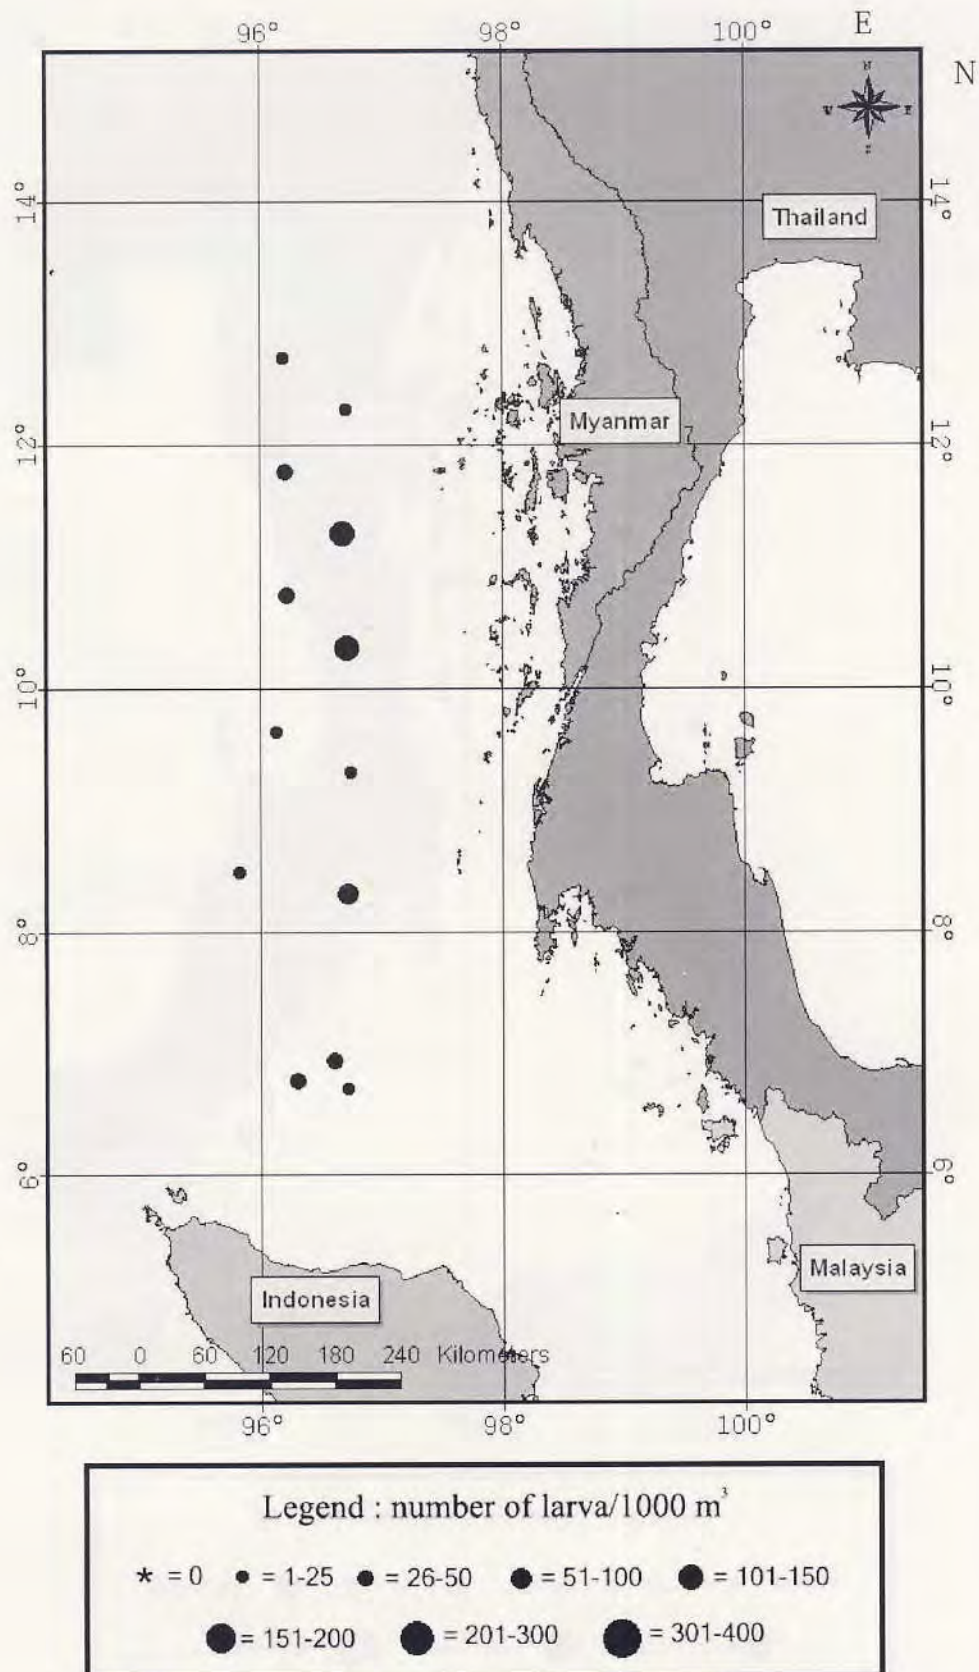 E
96° 98° 100°
N
N
W E
S
14° 14°
Thailand
Myanmar
12° 12°
10° 10°
8° 8°
6° 6°
Malaysia
Indonesia
60 0 60 120 180 240 Kilometers
96° 98° 100°
Legend : number of larva/1000 m³
* = 0 = 1-25 = 26-50 = 51-100 = 101-150
= 151-200 = 201-300 = 301-400